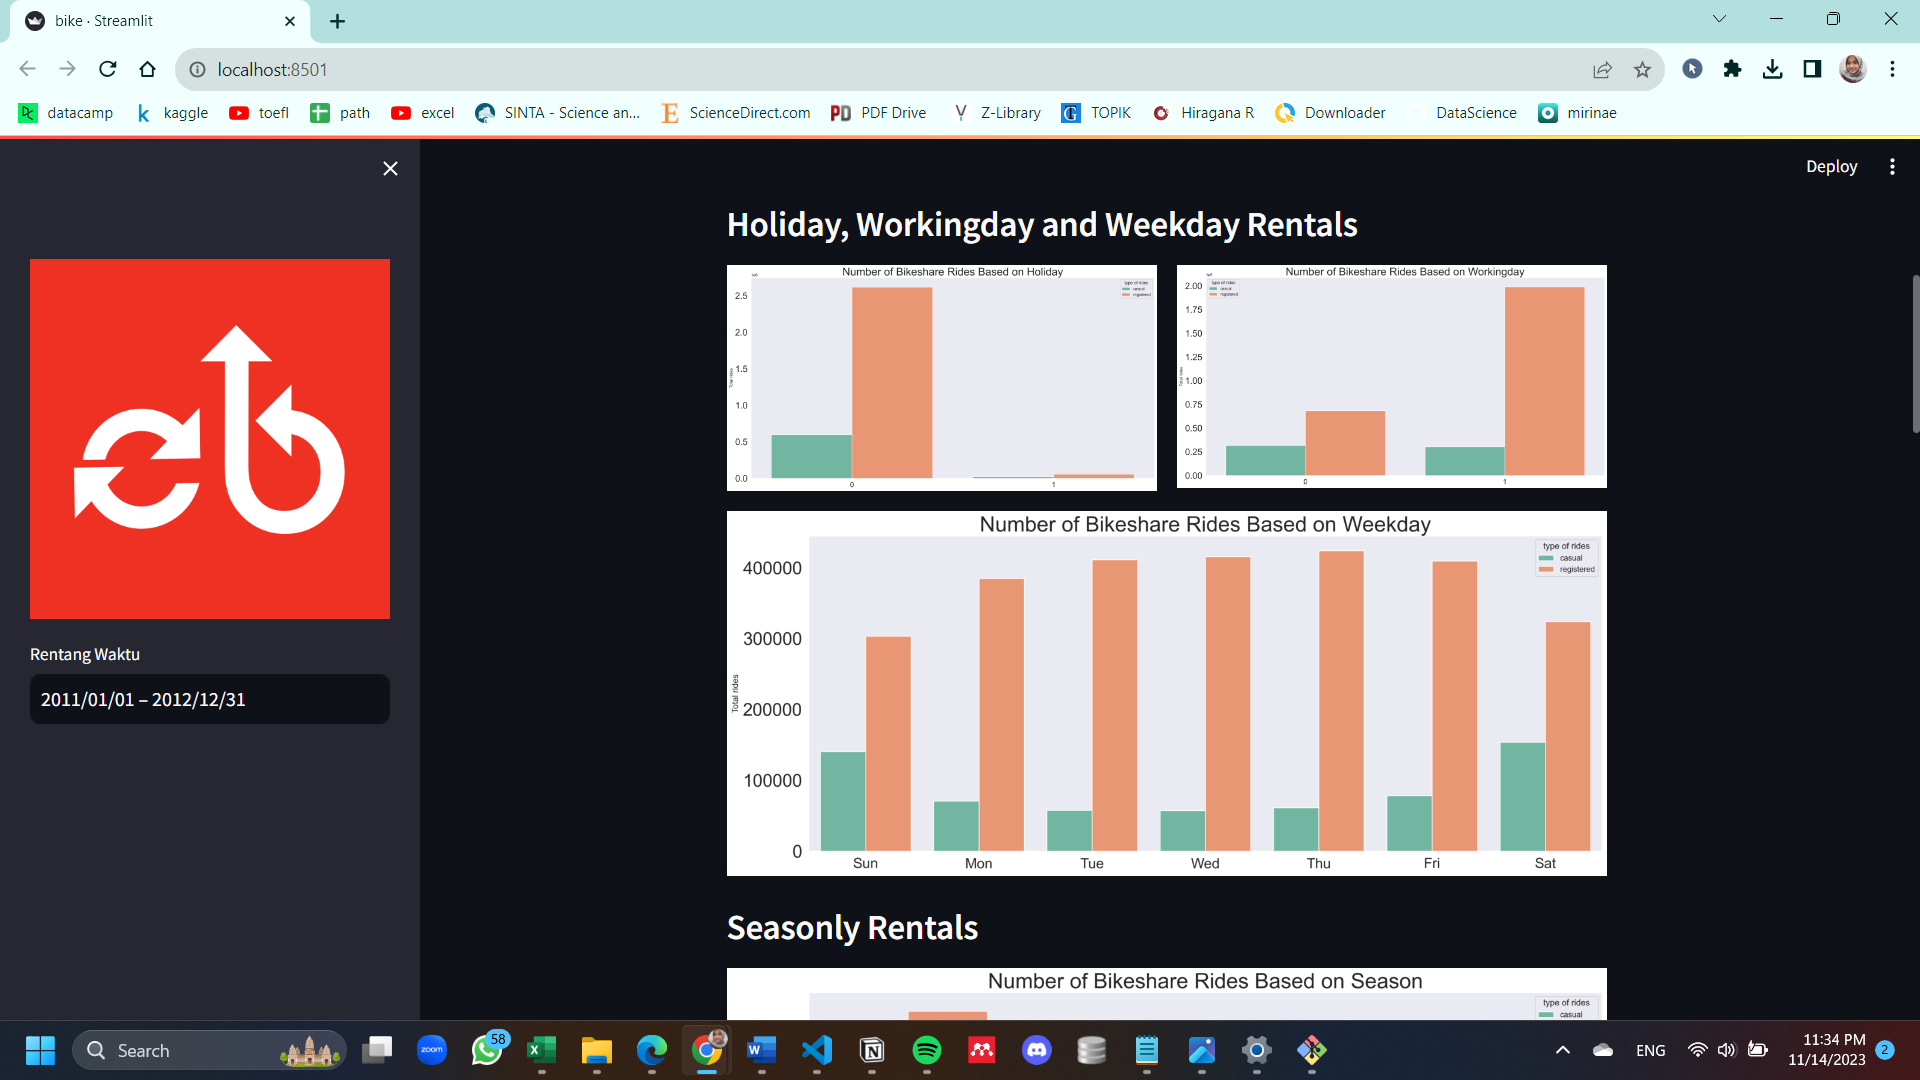 bike · Streamlit
localhost:8501
datacamp kaggle toefl path excel SINTA - Science an... ScienceDirect.com PDF Drive Z-Library TOPIK Hiragana R Downloader DataScience mirinae
Deploy
Rentang Waktu
2011/01/01 – 2012/12/31
Holiday, Workingday and Weekday Rentals
Number of Bikeshare Rides Based on Holiday
1e6
type of rides
casual
registered
2.5
2.0
1.5
1.0
0.5
0.0
Total rides
0 1
Number of Bikeshare Rides Based on Workingday
1e6
type of rides
casual
registered
2.00
1.75
1.50
1.25
1.00
0.75
0.50
0.25
0.00
Total rides
0 1
Number of Bikeshare Rides Based on Weekday
type of rides
casual
registered
400000
300000
200000
100000
0
Total rides
Sun Mon Tue Wed Thu Fri Sat
Seasonly Rentals
Number of Bikeshare Rides Based on Season
type of rides
casual
Search
zoom
58
ENG
11:34 PM
11/14/2023
2